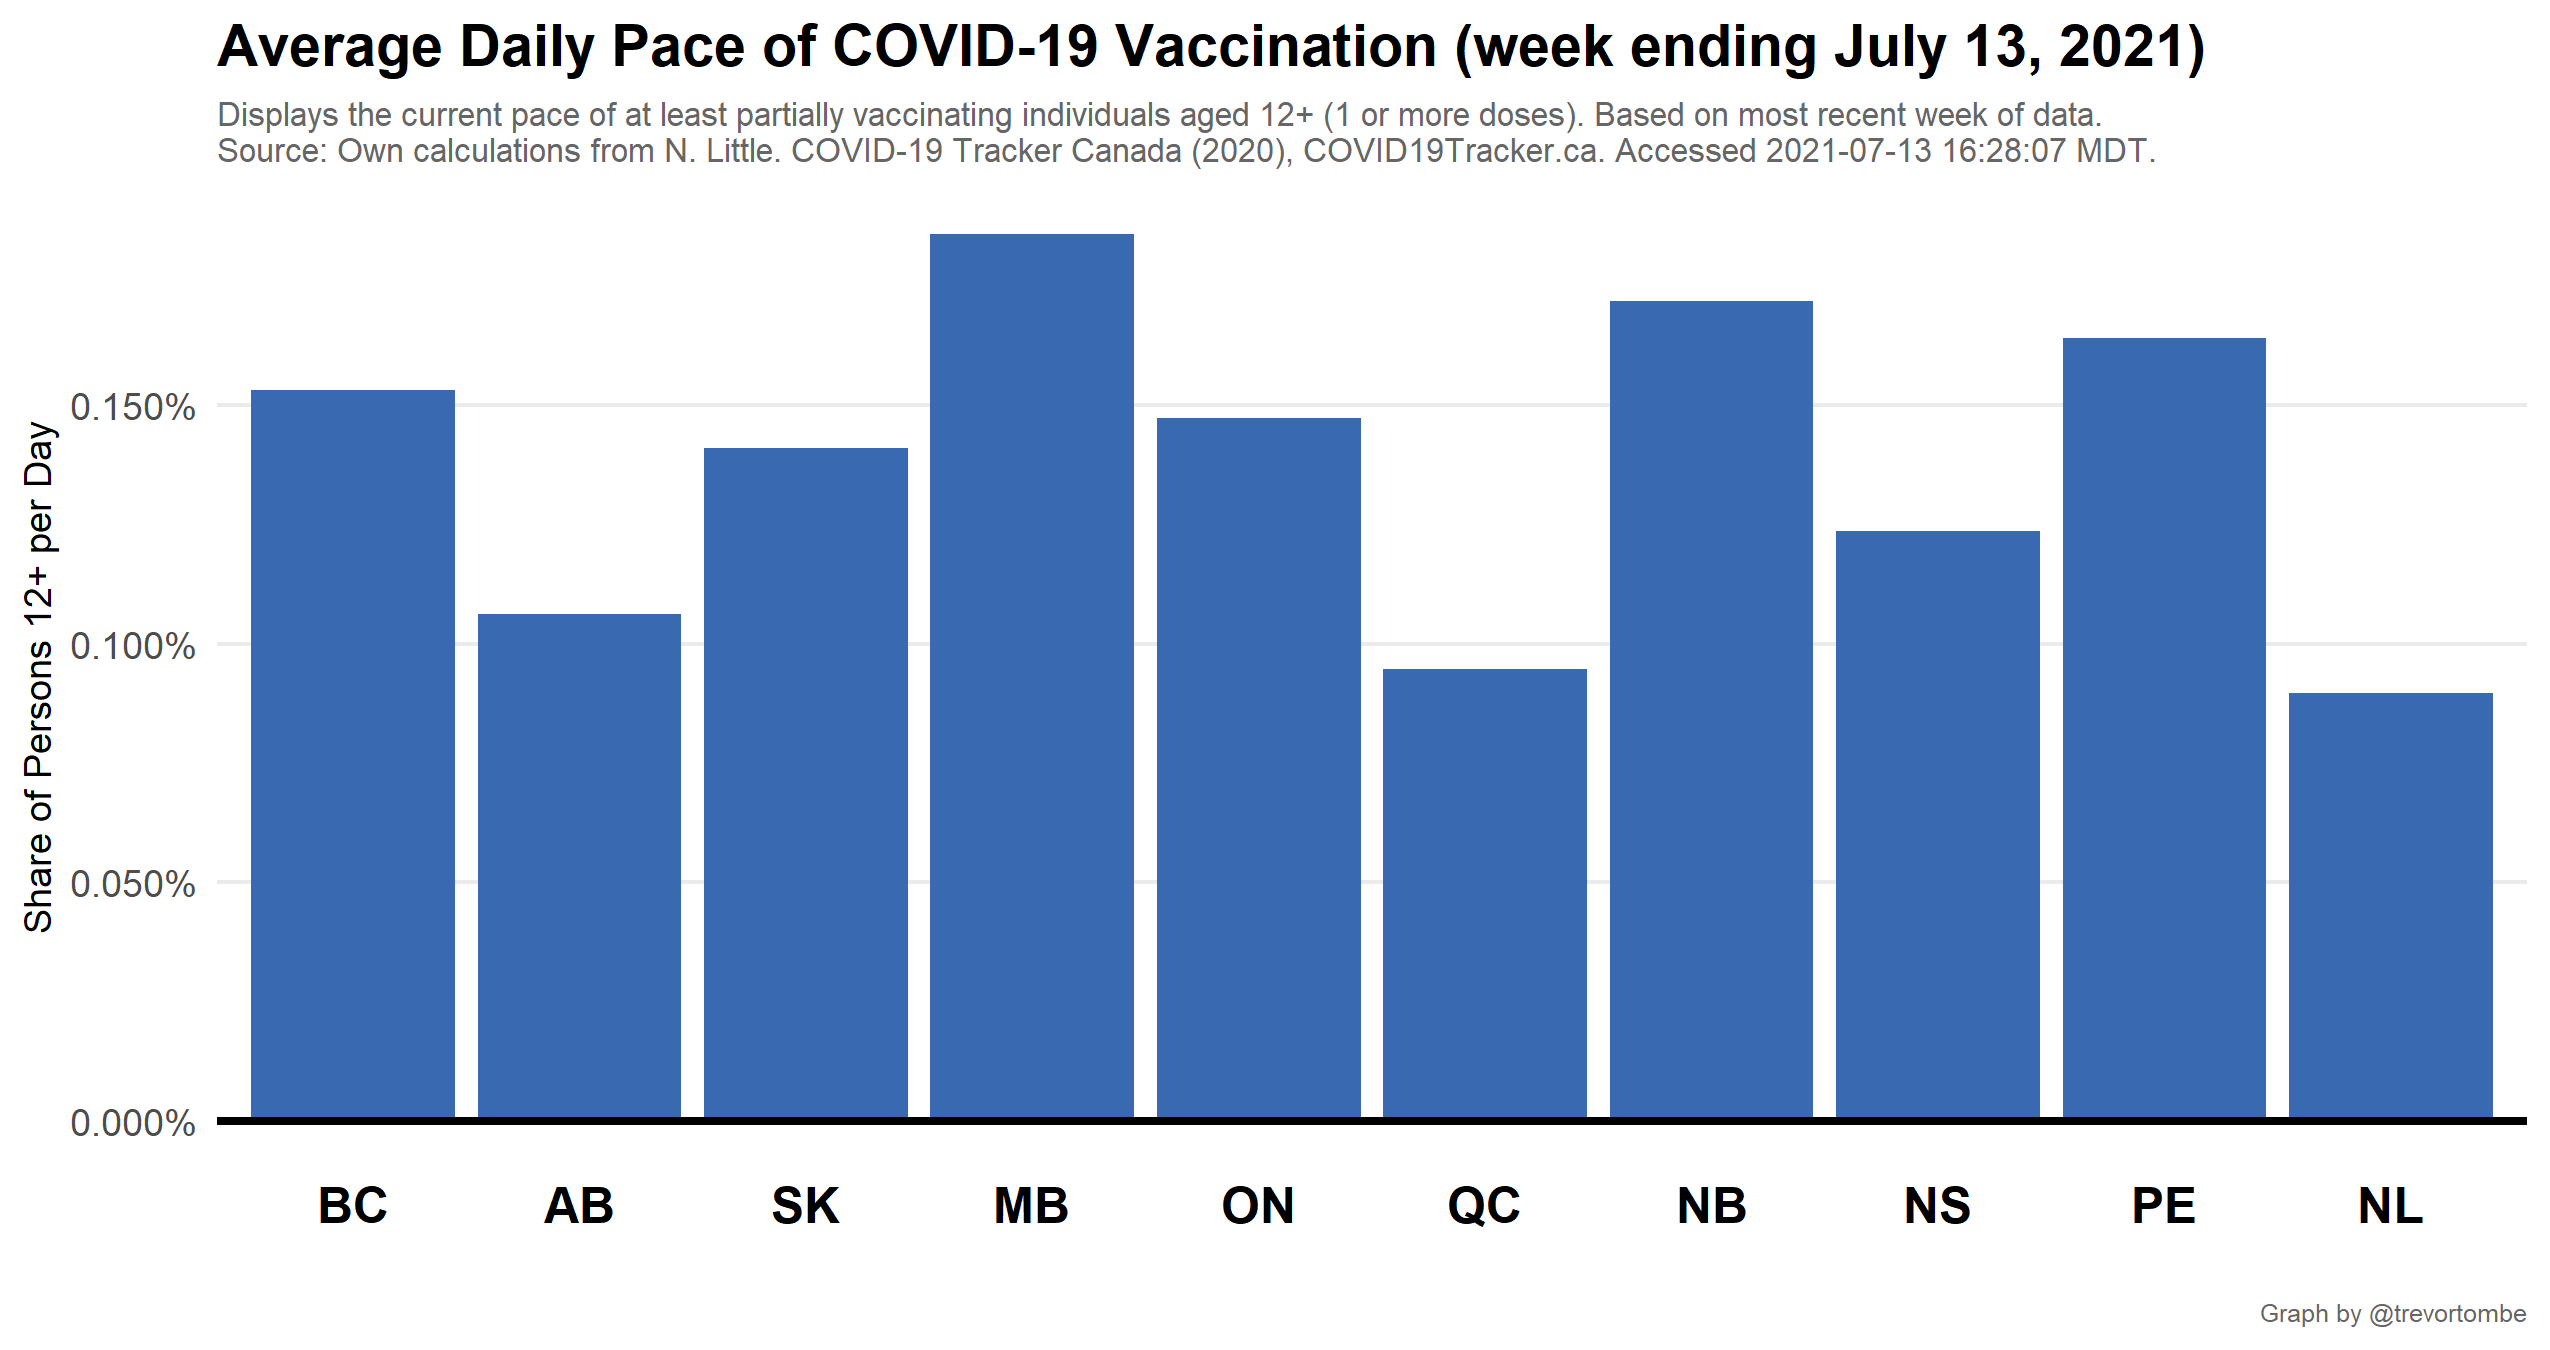 Average Daily Pace of COVID-19 Vaccination (week ending July 13, 2021)
Displays the current pace of at least partially vaccinating individuals aged 12+ (1 or more doses). Based on most recent week of data.
Source: Own calculations from N. Little. COVID-19 Tracker Canada (2020), COVID19Tracker.ca. Accessed 2021-07-13 16:28:07 MDT.
Share of Persons 12+ per Day
0.150%
0.100%
0.050%
0.000%
BC AB SK MB ON QC NB NS PE NL
Graph by @trevortombe